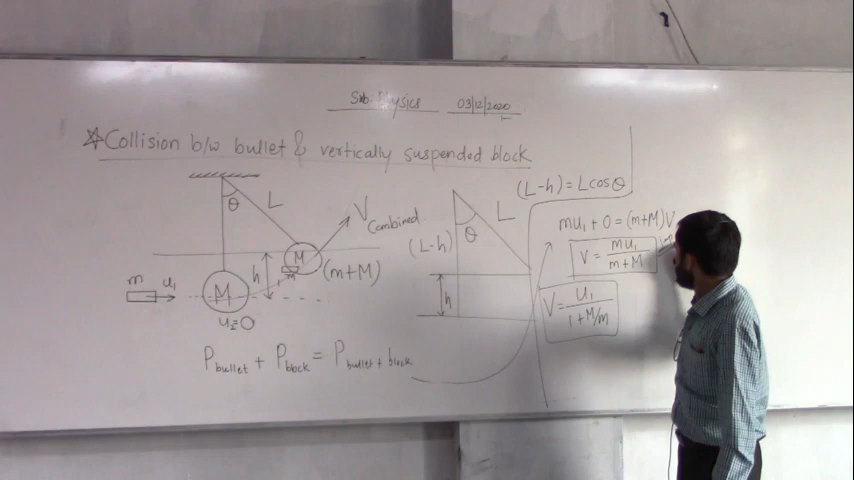 Sub. Physics 03/12/2020
☆Collision b/w bullet & vertically suspended block
(L-h) = Lcosθ
θ L
V Combined
M
m
(m+M)
h
m u₁
M
u₂=0
P bullet + P block = P bullet + block
θ L
(L-h)
h
mu₁ + 0 = (m+M)V
V = mu₁ / m+M
V = u₁ / 1+M/m